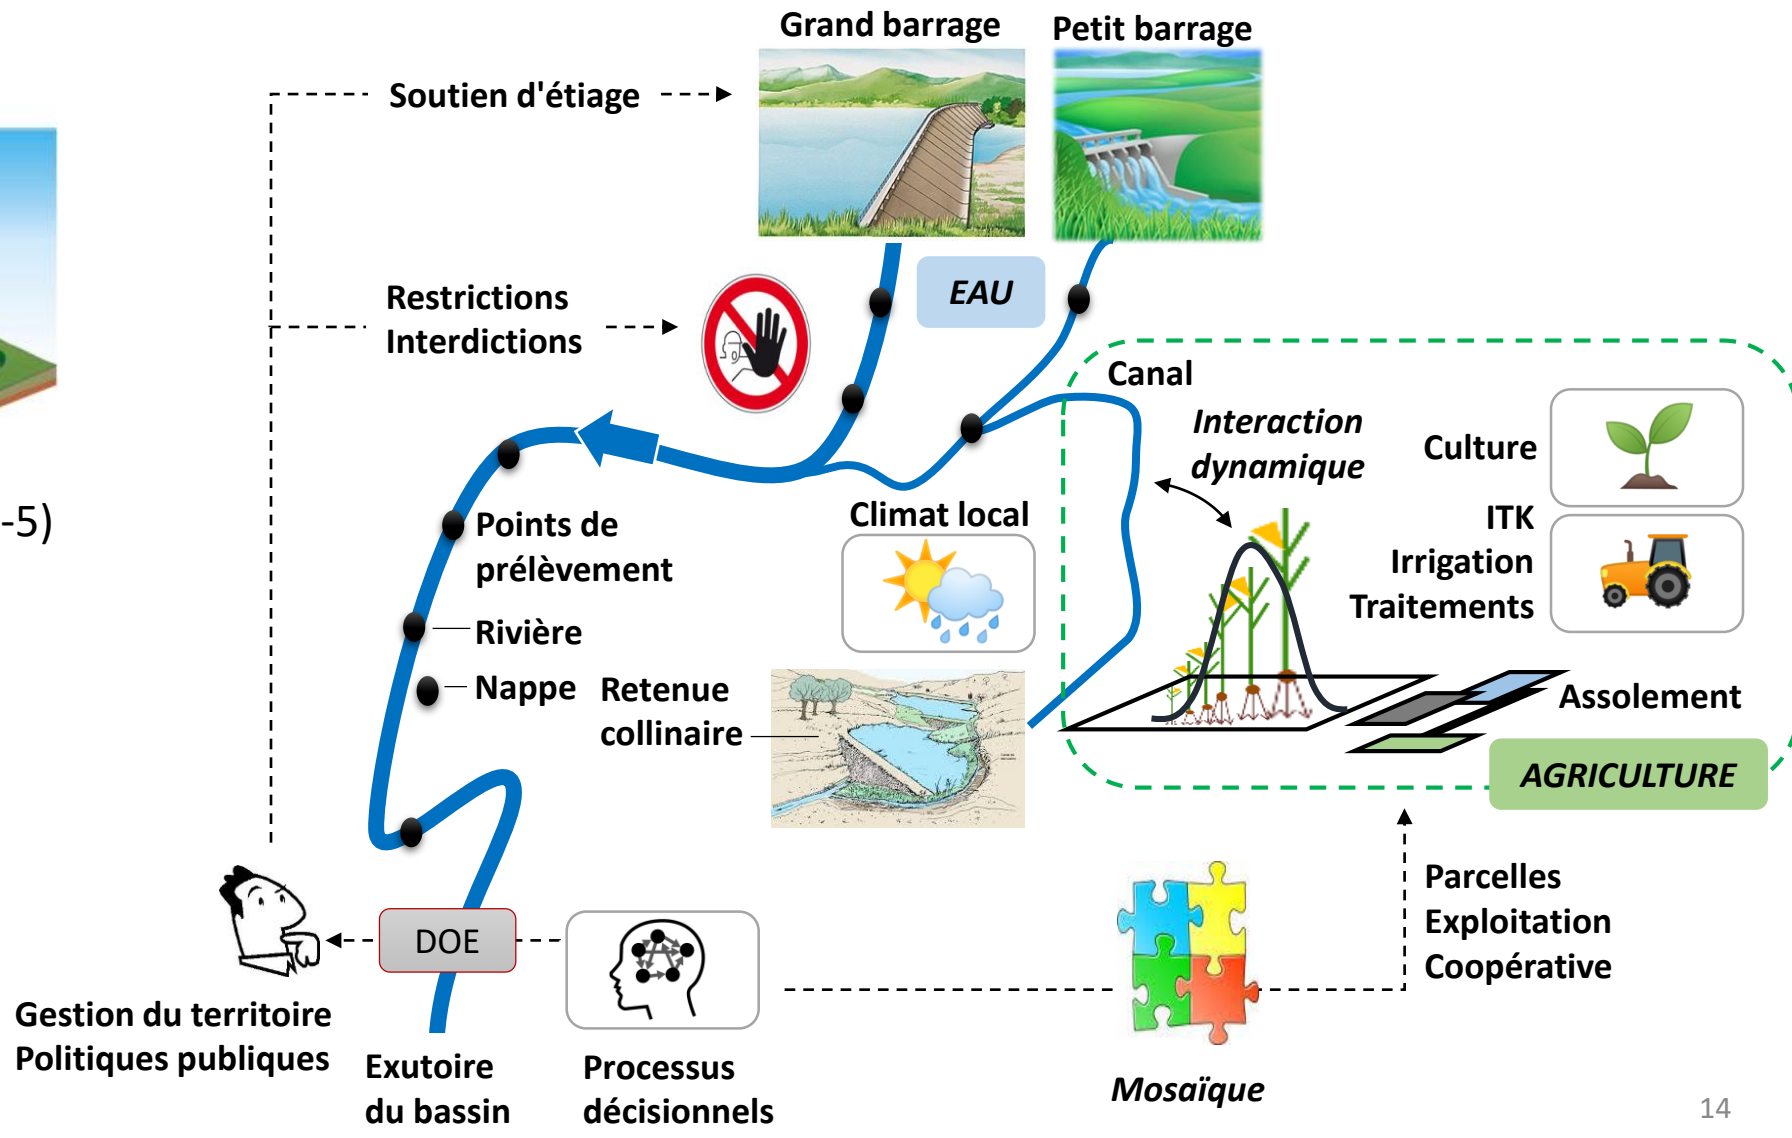 Grand barrage
Petit barrage
Soutien d'étiage
EAU
Restrictions
Interdictions
Canal
Interaction
dynamique
Culture
-5)
Climat local
ITK
Irrigation
Traitements
Points de
prélèvement
Rivière
Nappe
Retenue
collinaire
Assolement
AGRICULTURE
Parcelles
Exploitation
Coopérative
DOE
Gestion du territoire
Politiques publiques
Exutoire
du bassin
Processus
décisionnels
Mosaïque
14